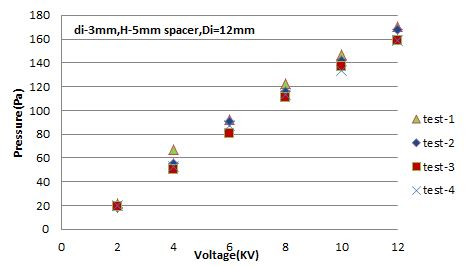 180
160
140
120
100
80
60
40
20
0
Pressure(Pa)
di-3mm,H-5mm spacer,Di=12mm
test-1
test-2
test-3
test-4
0 2 4 6 8 10 12
Voltage(KV)